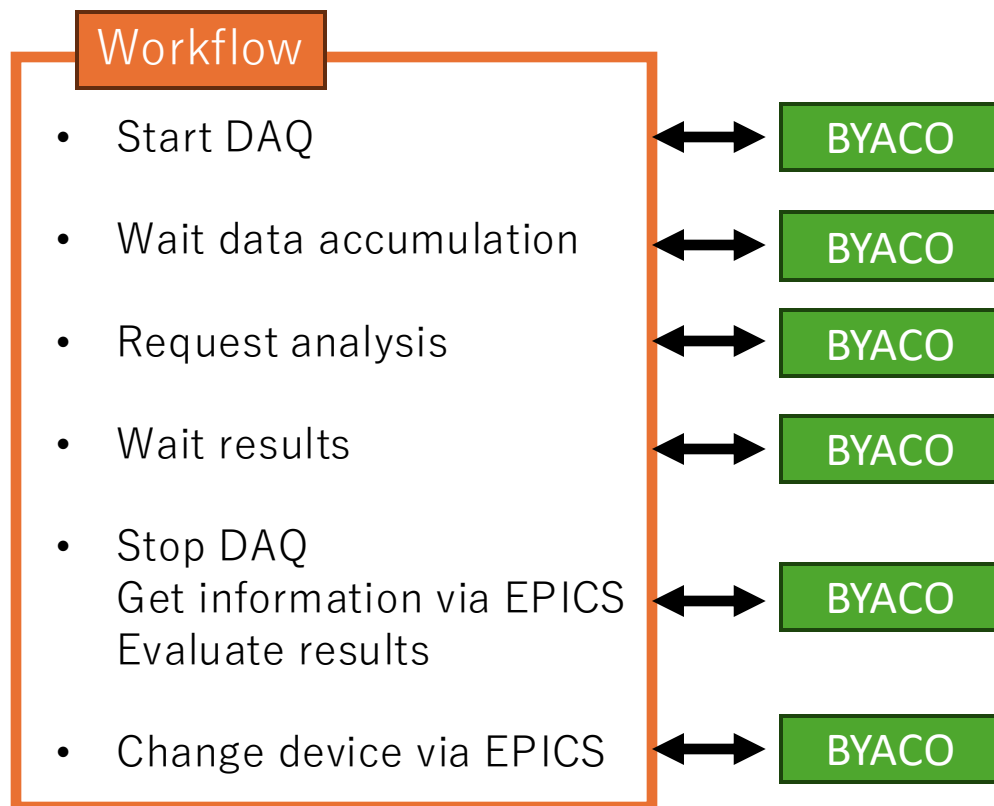 Workflow
• Start DAQ
BYACO
• Wait data accumulation
BYACO
• Request analysis
BYACO
• Wait results
BYACO
• Stop DAQ
Get information via EPICS
Evaluate results
BYACO
• Change device via EPICS
BYACO